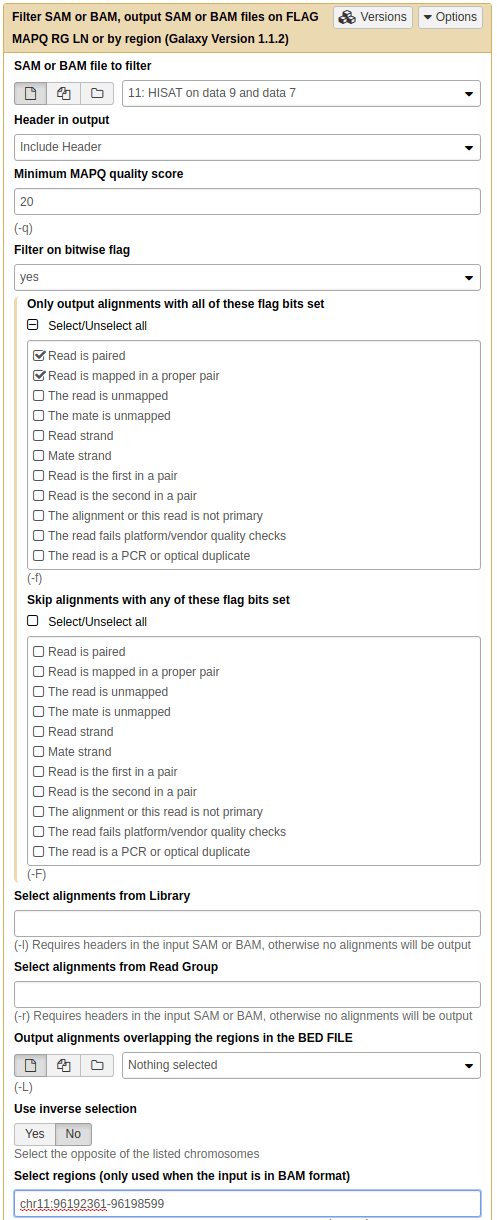 Filter SAM or BAM, output SAM or BAM files on FLAG
MAPQ RG LN or by region (Galaxy Version 1.1.2)
Versions
Options
SAM or BAM file to filter
11: HISAT on data 9 and data 7
Header in output
Include Header
Minimum MAPQ quality score
20
(-q)
Filter on bitwise flag
yes
Only output alignments with all of these flag bits set
Select/Unselect all
Read is paired
Read is mapped in a proper pair
The read is unmapped
The mate is unmapped
Read strand
Mate strand
Read is the first in a pair
Read is the second in a pair
The alignment or this read is not primary
The read fails platform/vendor quality checks
The read is a PCR or optical duplicate
(-f)
Skip alignments with any of these flag bits set
Select/Unselect all
Read is paired
Read is mapped in a proper pair
The read is unmapped
The mate is unmapped
Read strand
Mate strand
Read is the first in a pair
Read is the second in a pair
The alignment or this read is not primary
The read fails platform/vendor quality checks
The read is a PCR or optical duplicate
(-F)
Select alignments from Library
(-l) Requires headers in the input SAM or BAM, otherwise no alignments will be output
Select alignments from Read Group
(-r) Requires headers in the input SAM or BAM, otherwise no alignments will be output
Output alignments overlapping the regions in the BED FILE
Nothing selected
(-L)
Use inverse selection
Yes No
Select the opposite of the listed chromosomes
Select regions (only used when the input is in BAM format)
chr11:96192361-96198599